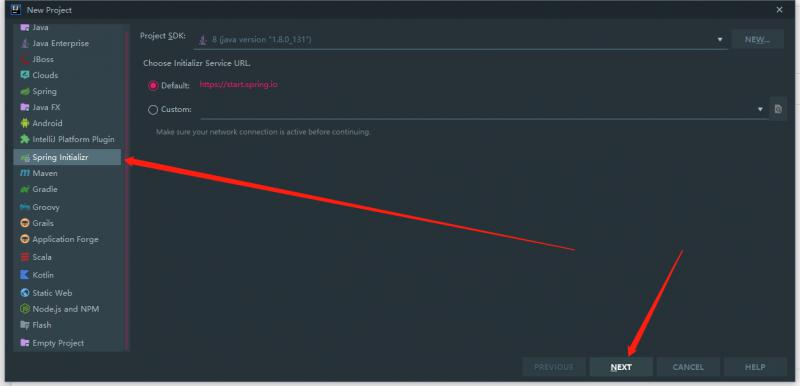 New Project
Java
Java Enterprise
JBoss
Clouds
Spring
Java FX
Android
IntelliJ Platform Plugin
Spring Initializr
Maven
Gradle
Groovy
Grails
Application Forge
Scala
Kotlin
Static Web
Node.js and NPM
Flash
Empty Project
Project SDK: 8 (java version "1.8.0_131") NEW...
Choose Initializr Service URL.
Default: https://start.spring.io
Custom:
Make sure your network connection is active before continuing.
PREVIOUS NEXT CANCEL HELP